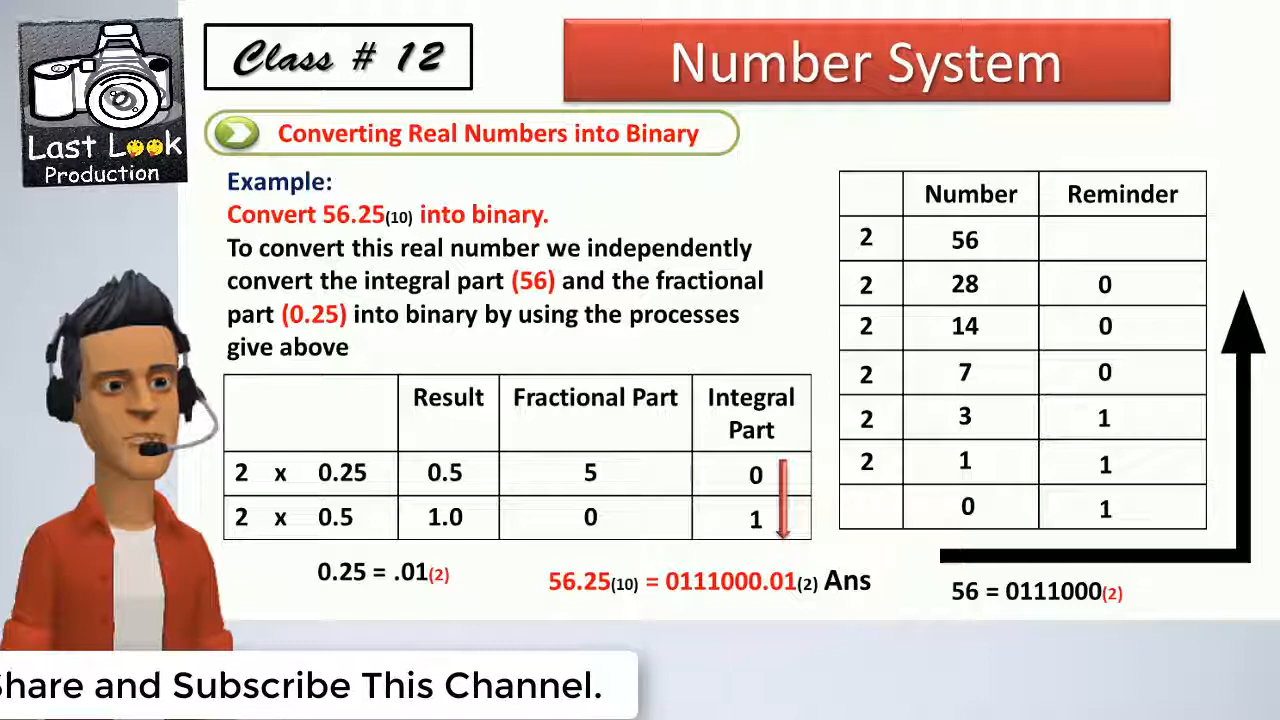 Last Look
Production
Class # 12
Number System
Converting Real Numbers into Binary
Example:
Convert 56.25(10) into binary.
To convert this real number we independently
convert the integral part (56) and the fractional
part (0.25) into binary by using the processes
give above
Result Fractional Part Integral Part
2 x 0.25 0.5 5 0
2 x 0.5 1.0 0 1
0.25 = .01(2)
56.25(10) = 0111000.01(2) Ans
Number Reminder
2 56
2 28 0
2 14 0
2 7 0
2 3 1
2 1 1
0 1
56 = 0111000(2)
Share and Subscribe This Channel.